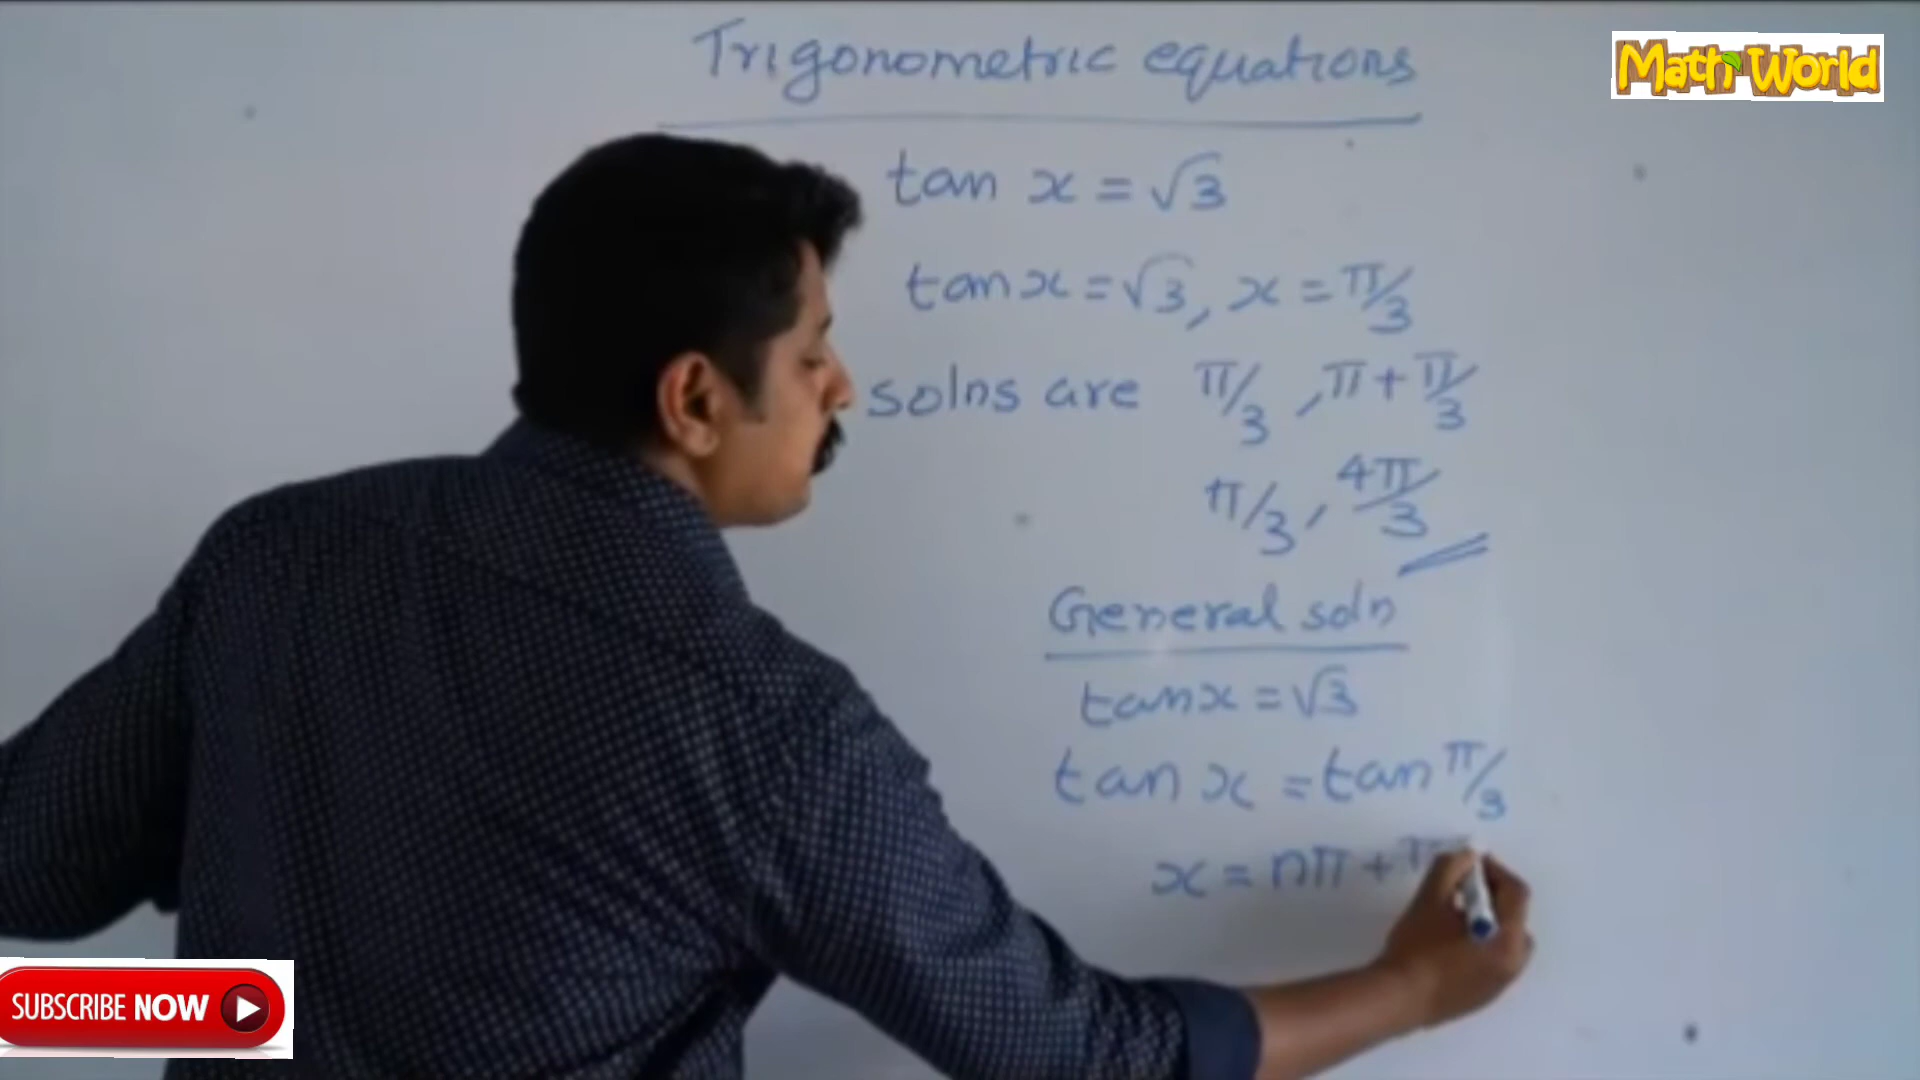 Trigonometric equations
Math World
tan x = √3
tan x = √3, x = π/3
solns are π/3, π + π/3
π/3, 4π/3
General soln
tan x = √3
tan x = tan π/3
x = nπ + π
SUBSCRIBE NOW